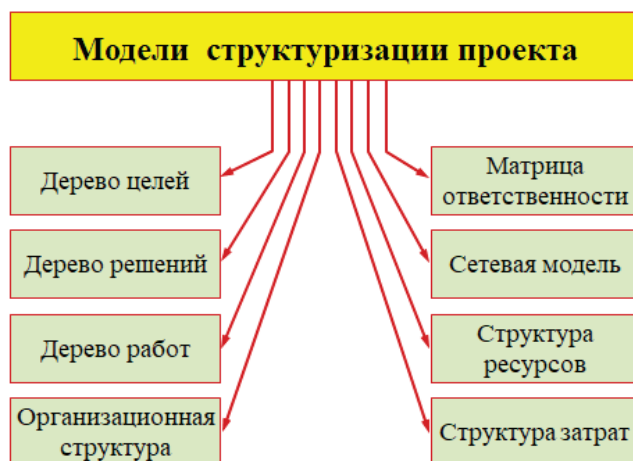 Модели структуризации проекта
Дерево целей
Дерево решений
Дерево работ
Организационная
структура
Матрица
ответственности
Сетевая модель
Структура
ресурсов
Структура затрат